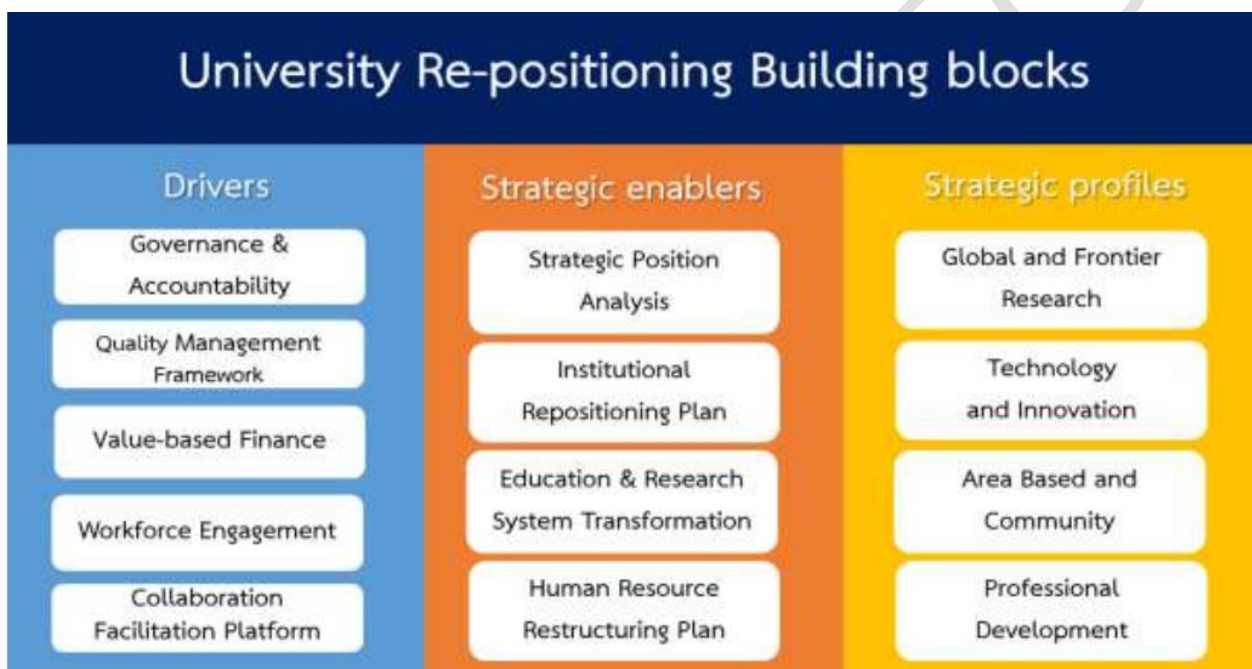 University Re-positioning Building blocks
Drivers
Governance &
Accountability
Quality Management
Framework
Value-based Finance
Workforce Engagement
Collaboration
Facilitation Platform
Strategic enablers
Strategic Position
Analysis
Institutional
Repositioning Plan
Education & Research
System Transformation
Human Resource
Restructuring Plan
Strategic profiles
Global and Frontier
Research
Technology
and Innovation
Area Based and
Community
Professional
Development